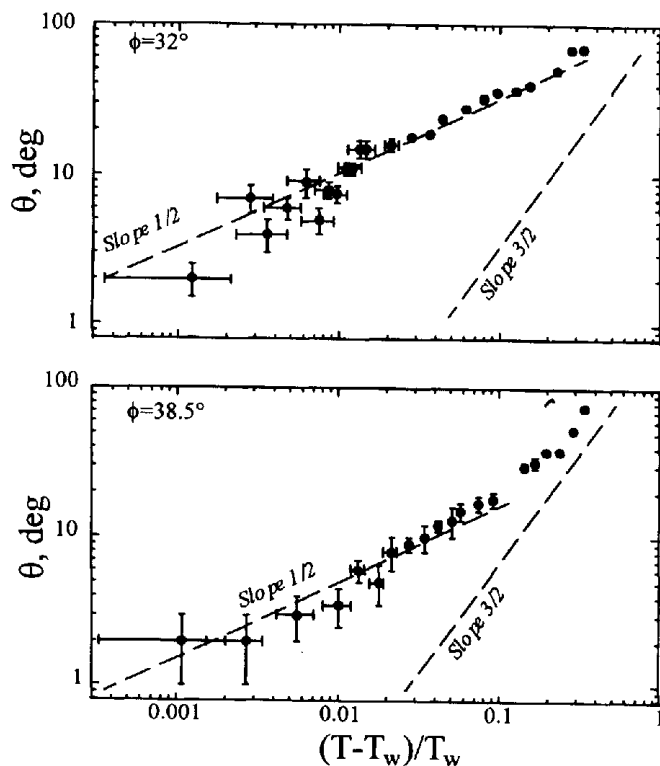 100
φ=32°
10
θ, deg
Slope 1/2
Slope 3/2
1
100
φ=38.5°
10
θ, deg
Slope 1/2
Slope 3/2
1
0.001
0.01
0.1
1
(T-T_w)/T_w